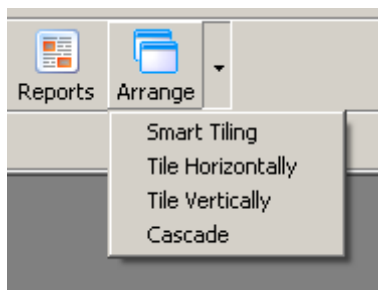 Reports Arrange
Smart Tiling
Tile Horizontally
Tile Vertically
Cascade